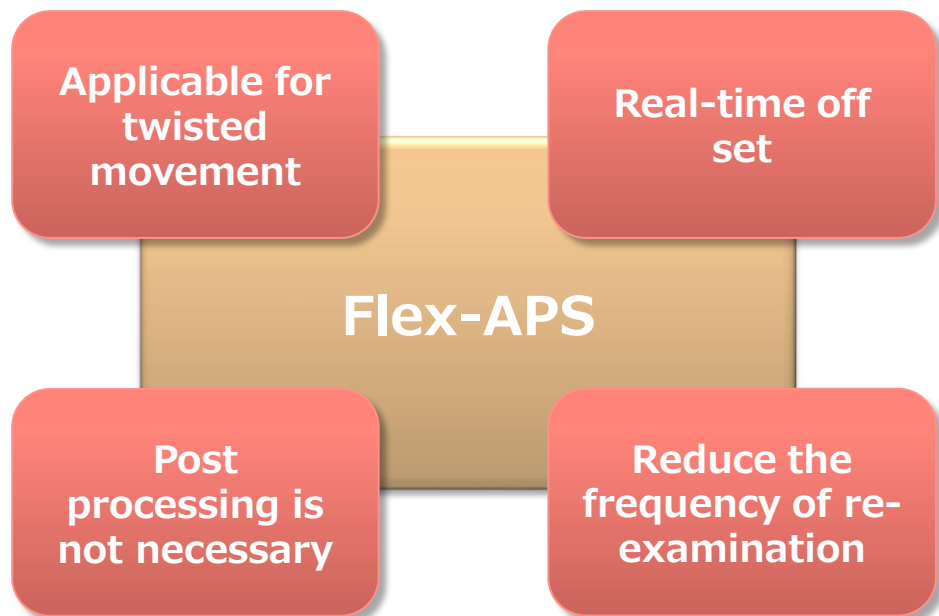 Applicable for
twisted
movement
Real-time off
set
Flex-APS
Post
processing is
not necessary
Reduce the
frequency of re-
examination